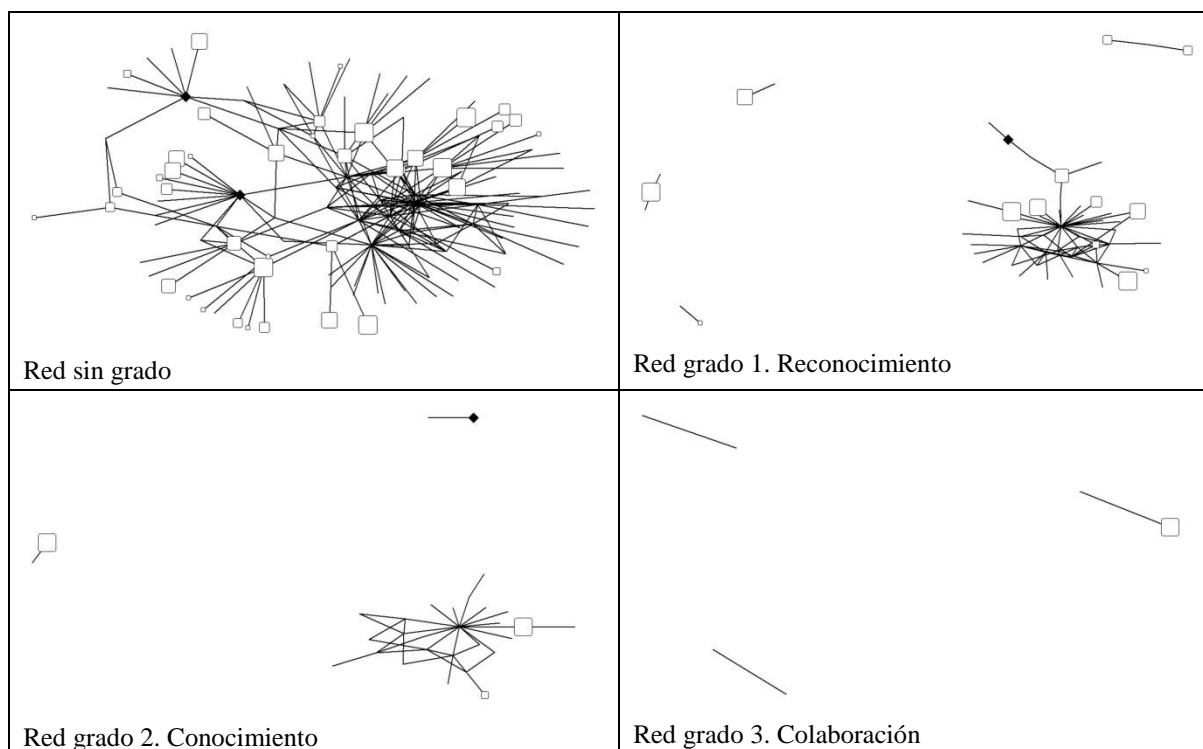 Red sin grado
Red grado 1. Reconocimiento
Red grado 2. Conocimiento
Red grado 3. Colaboración